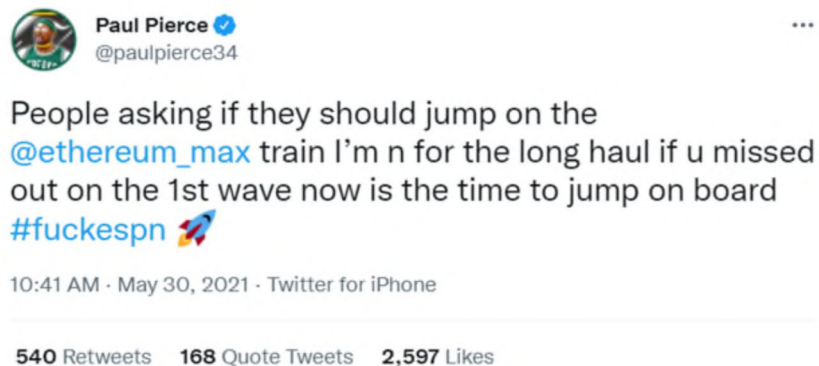 Paul Pierce
@paulpierce34
People asking if they should jump on the
@ethereum_max train I'm n for the long haul if u missed
out on the 1st wave now is the time to jump on board
#fuckespn 🚀
10:41 AM · May 30, 2021 · Twitter for iPhone
540 Retweets 168 Quote Tweets 2,597 Likes